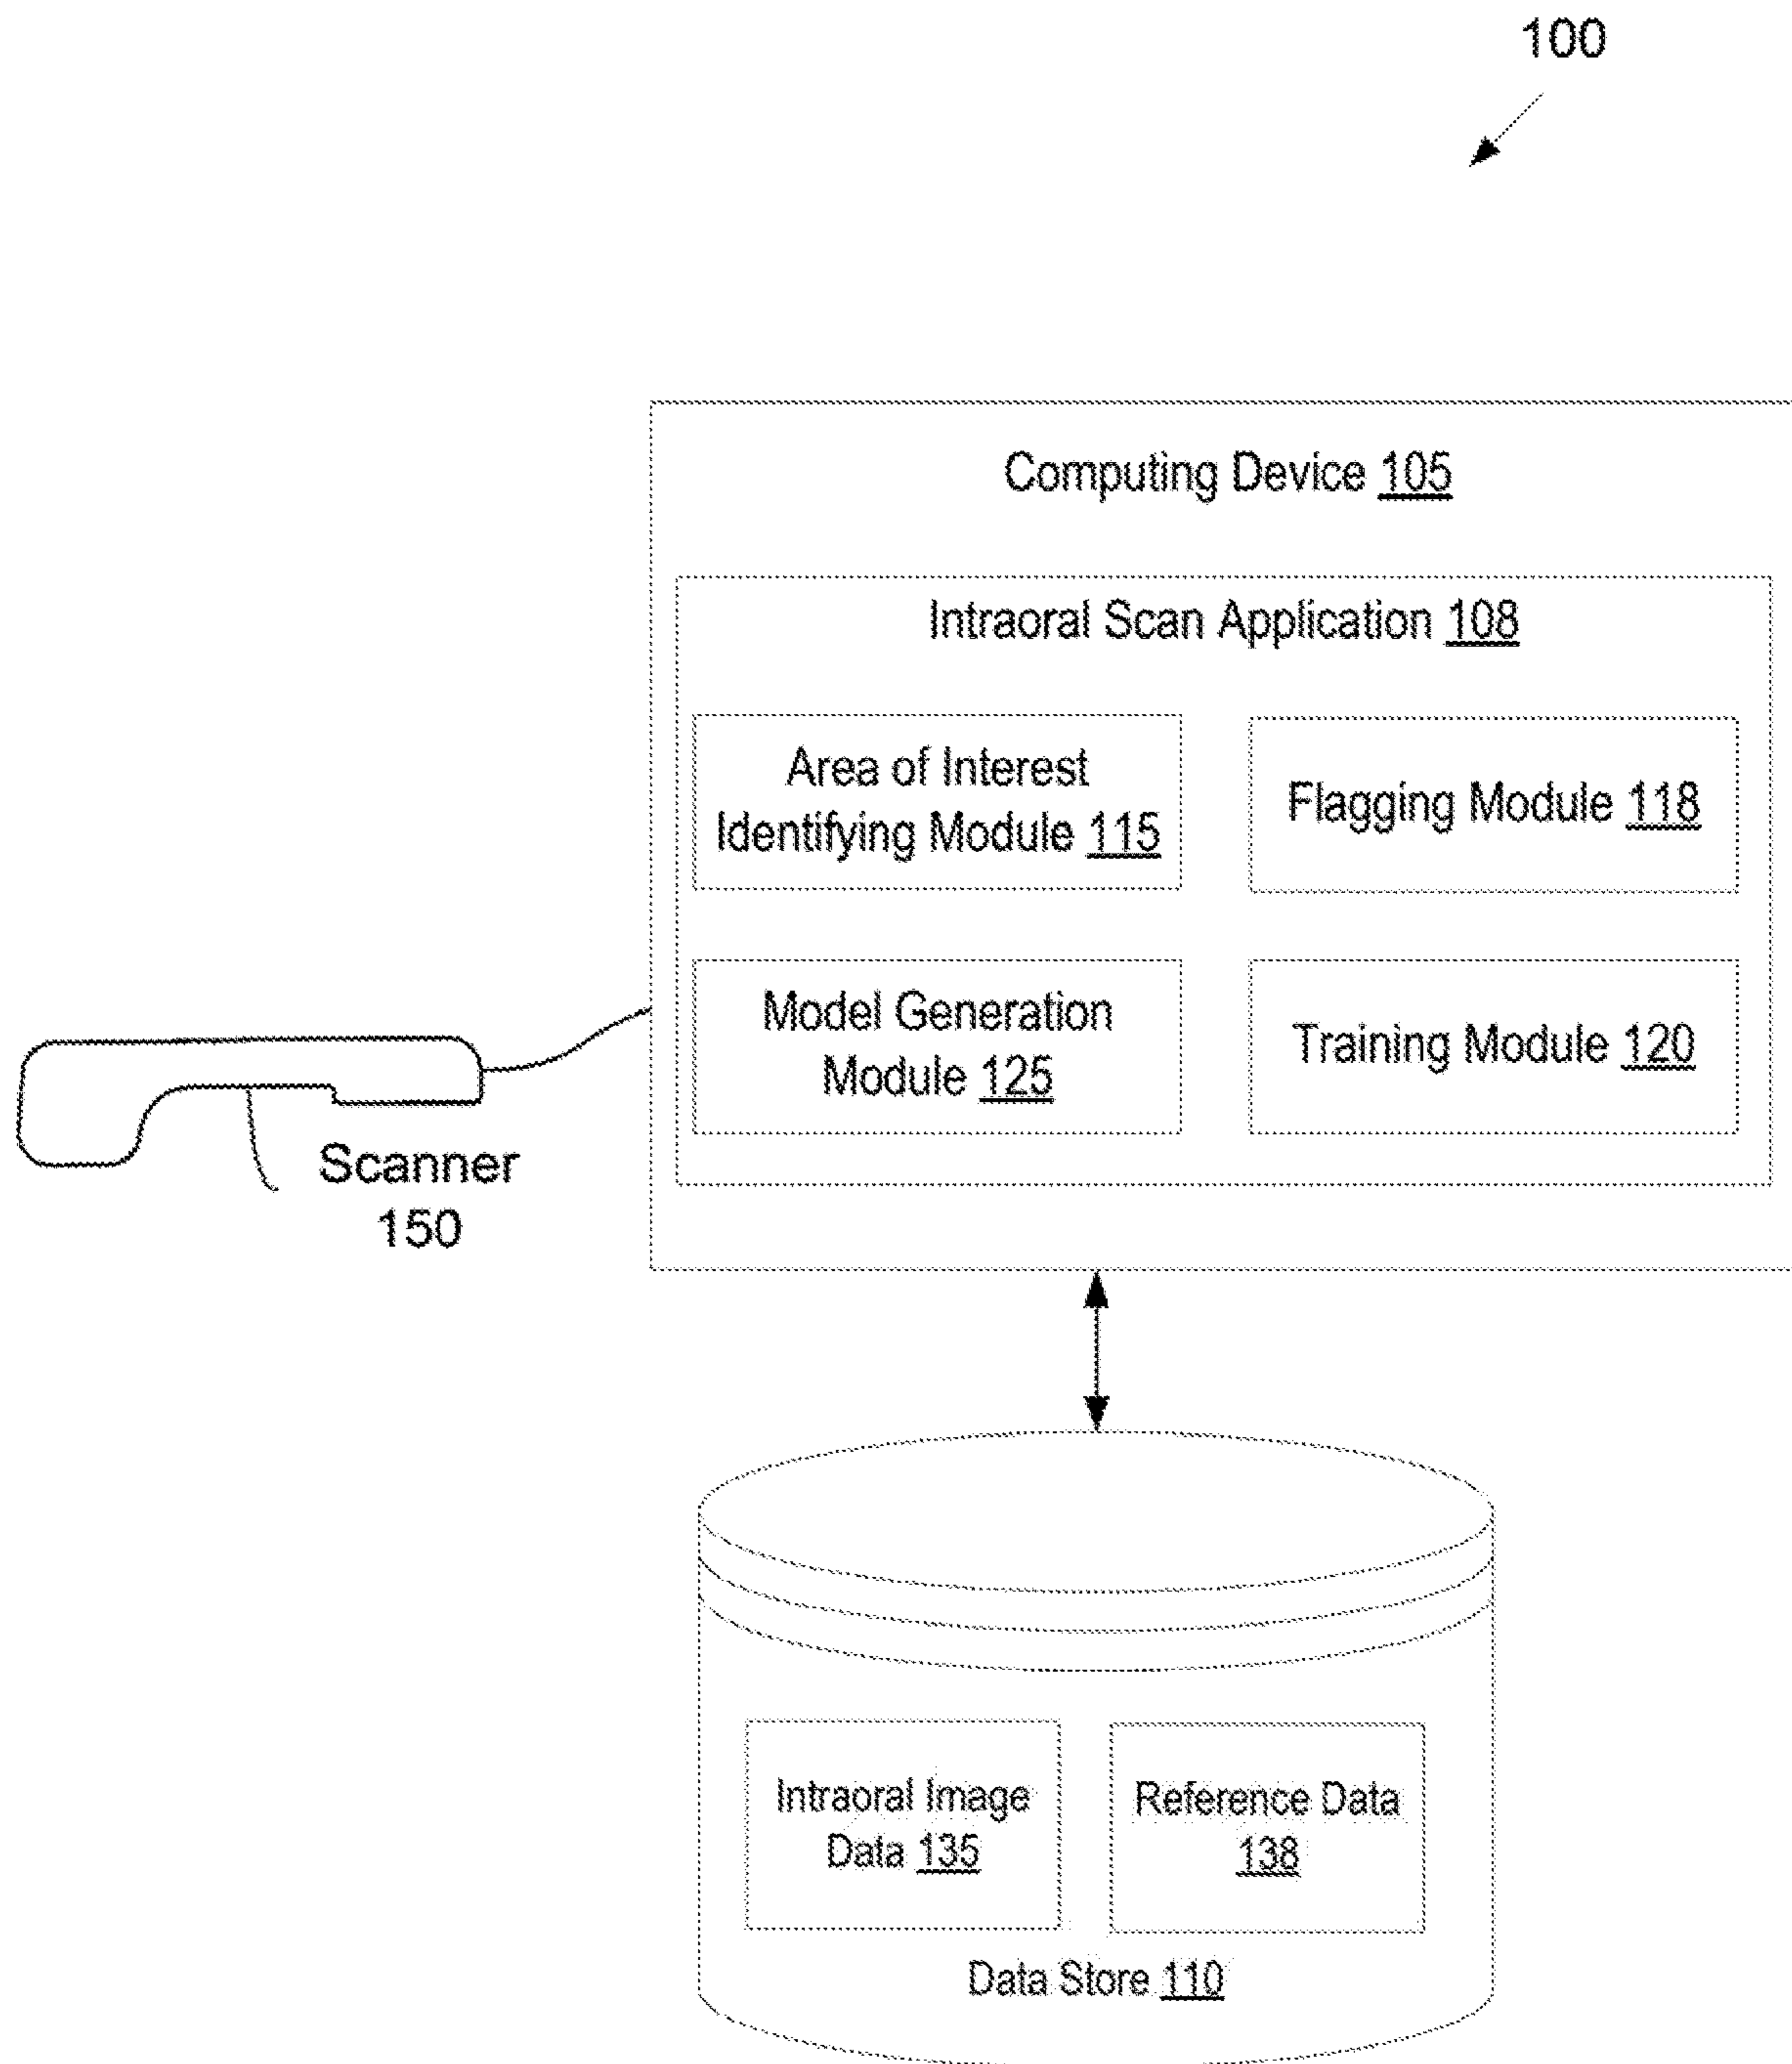 100
Computing Device 105
Intraoral Scan Application 108
Area of Interest
Identifying Module 115
Flagging Module 118
Model Generation
Module 125
Training Module 120
Scanner
150
Intraoral Image
Data 135
Reference Data
138
Data Store 110